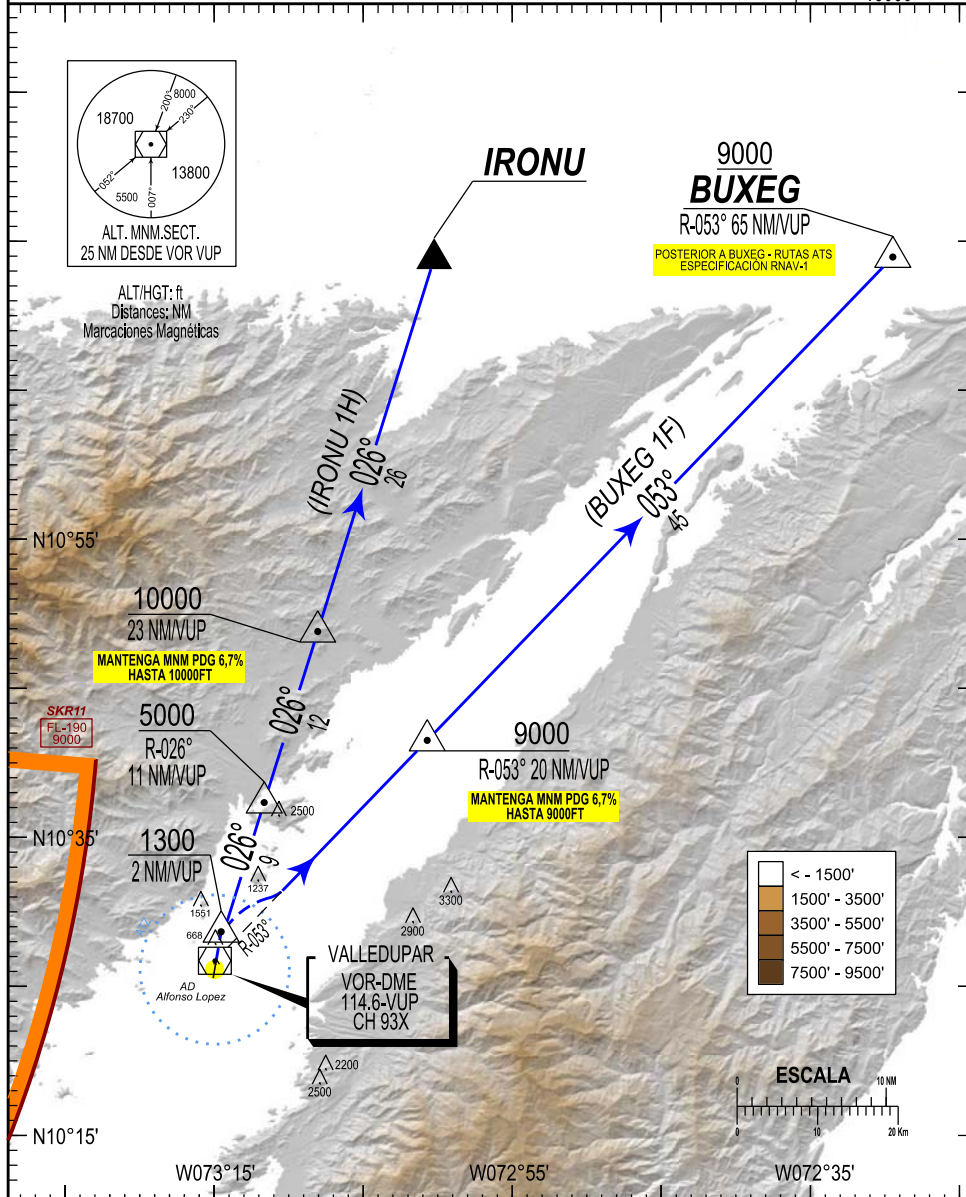 200°
8000
18700
230°
13800
052°
5500
007°
ALT. MNM.SECT.
25 NM DESDE VOR VUP
ALT/HGT: ft
Distances: NM
Marcaciones Magnéticas
IRONU
9000
BUXEG
R-053° 65 NM/VUP
POSTERIOR A BUXEG - RUTAS ATS
ESPECIFICACIÓN RNAV-1
(IRONU 1H)
026°
26
(BUXEG 1F)
053°
45
N10°55'
10000
23 NM/VUP
MANTENGA MNM PDG 6,7%
HASTA 10000FT
026°
12
SKR11
FL-190
9000
5000
R-026°
11 NM/VUP
9000
R-053° 20 NM/VUP
MANTENGA MNM PDG 6,7%
HASTA 9000FT
2500
N10°35'
1300
2 NM/VUP
026°
9
1237
1551
3300
2900
668
R-053°
AD
Alfonso Lopez
VALLEDUPAR
VOR-DME
114.6-VUP
CH 93X
2200
2500
< - 1500'
1500' - 3500'
3500' - 5500'
5500' - 7500'
7500' - 9500'
ESCALA
0
10 NM
0
10
20 Km
N10°15'
W073°15'
W072°55'
W072°35'